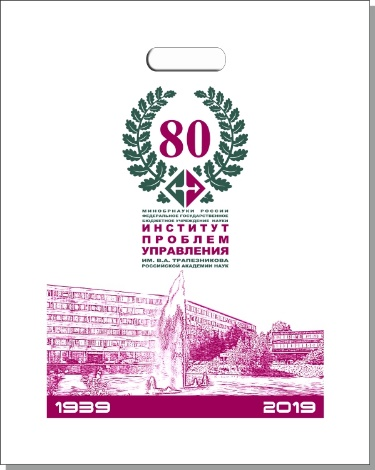 80
МИНОБРНАУКИ РОССИИ
ФЕДЕРАЛЬНОЕ ГОСУДАРСТВЕННОЕ
БЮДЖЕТНОЕ УЧРЕЖДЕНИЕ НАУКИ
ИНСТИТУТ
ПРОБЛЕМ
УПРАВЛЕНИЯ
ИМ. В.А. ТРАПЕЗНИКОВА
РОССИЙСКОЙ АКАДЕМИИ НАУК
1939 2019